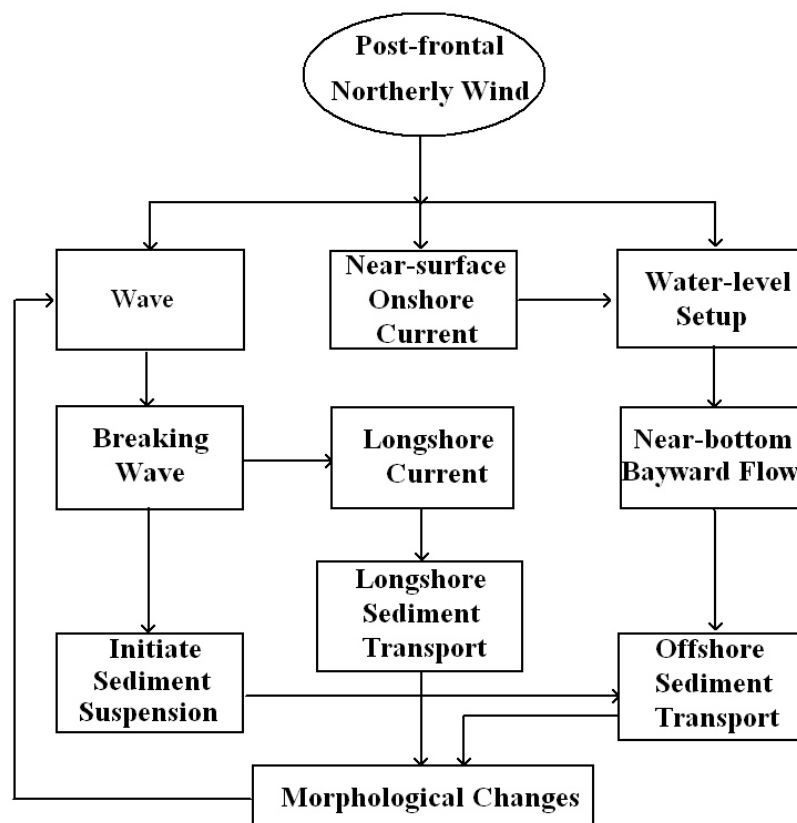 Post-frontal
Northerly Wind
Wave
Near-surface
Onshore
Current
Water-level
Setup
Breaking
Wave
Longshore
Current
Near-bottom
Bayward Flow
Longshore
Sediment
Transport
Initiate
Sediment
Suspension
Offshore
Sediment
Transport
Morphological Changes